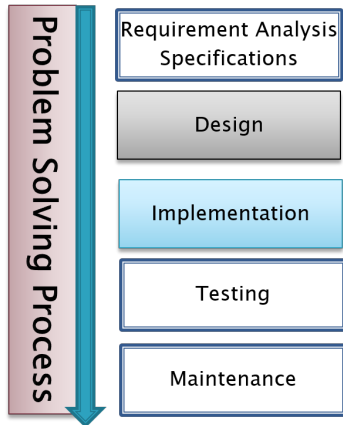 Problem Solving Process
Requirement Analysis
Specifications
Design
Implementation
Testing
Maintenance